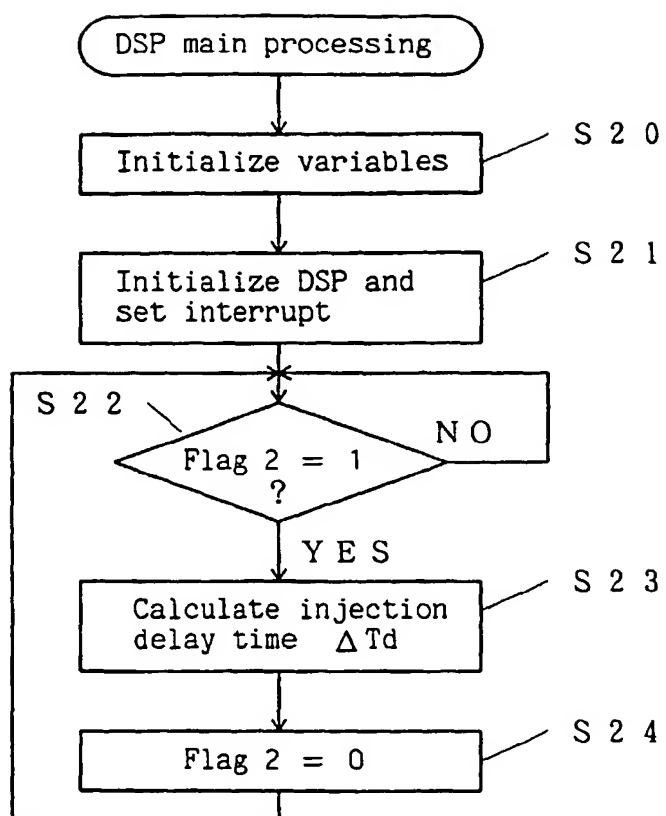 DSP main processing
S 2 0
Initialize variables
S 2 1
Initialize DSP and
set interrupt
S 2 2
N O
Flag 2 = 1
?
Y E S
S 2 3
Calculate injection
delay time △Td
S 2 4
Flag 2 = 0